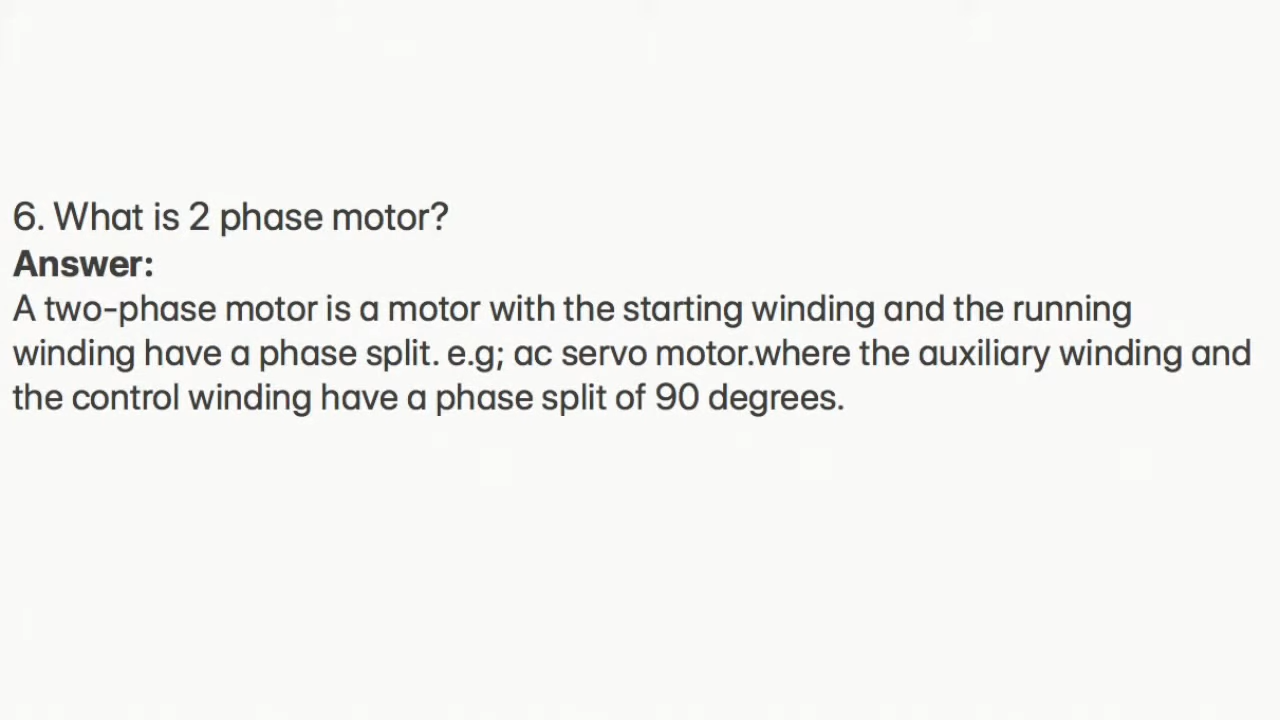 6. What is 2 phase motor?
Answer:
A two-phase motor is a motor with the starting winding and the running
winding have a phase split. e.g; ac servo motor.where the auxiliary winding and
the control winding have a phase split of 90 degrees.